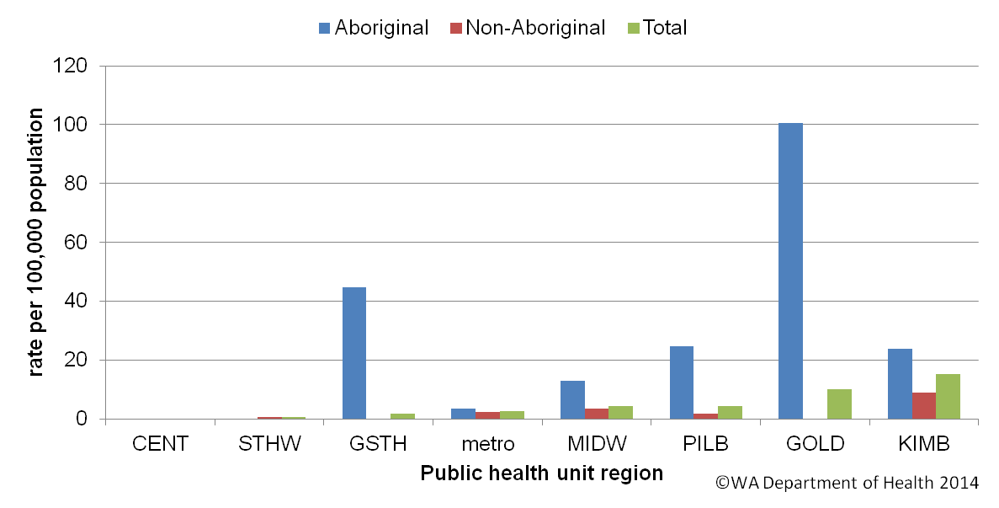 Aboriginal Non-Aboriginal Total
120
100
80
60
40
20
0
rate per 100,000 population
CENT STHW GSTH metro MIDW PILB GOLD KIMB
Public health unit region
©WA Department of Health 2014